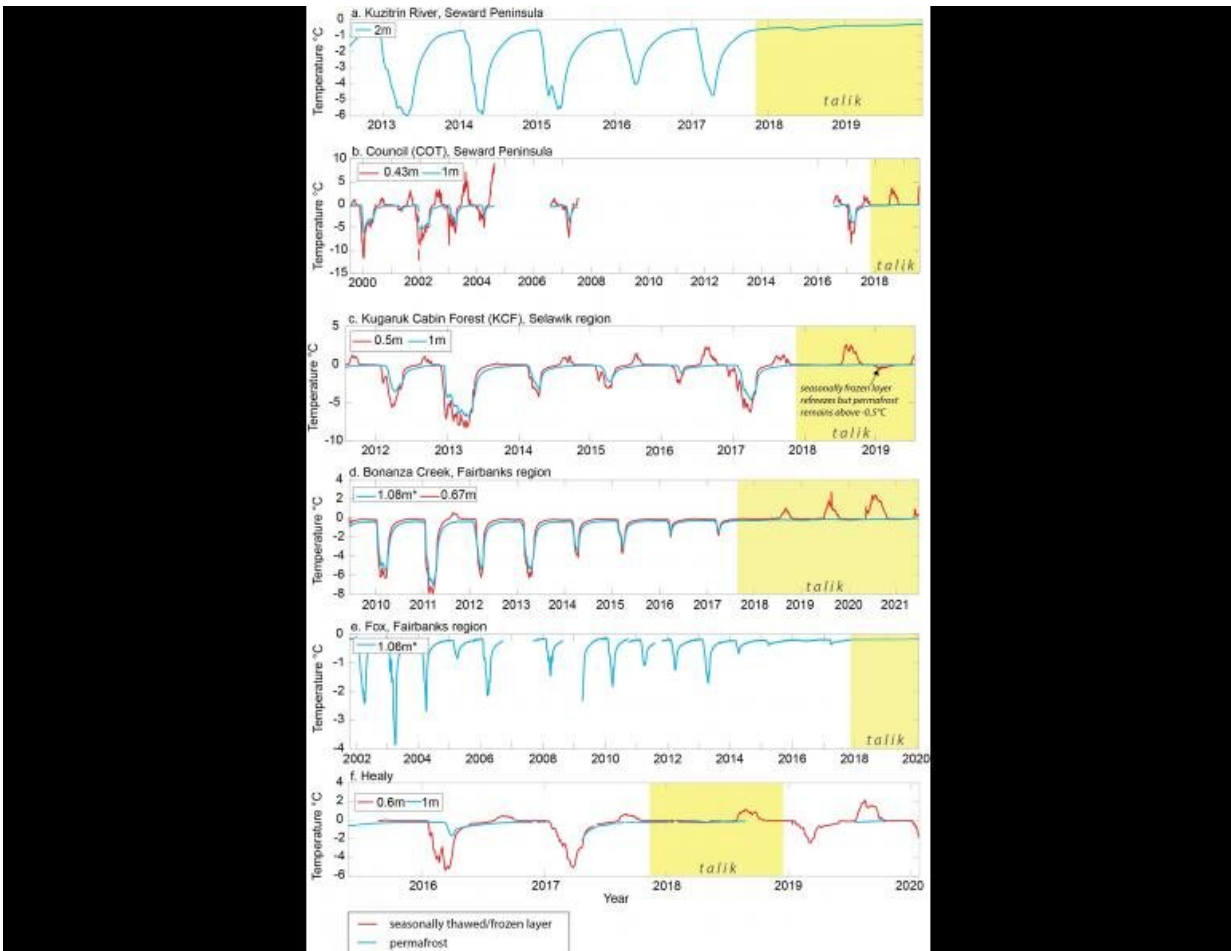 a. Kuzitrin River, Seward Peninsula
2m
Temperature °C
0
-1
-2
-3
-4
-5
-6
talik
2013 2014 2015 2016 2017 2018 2019
b. Council (COT), Seward Peninsula
0.43m 1m
Temperature °C
10
5
0
-5
-10
-15
talik
2000 2002 2004 2006 2008 2010 2012 2014 2016 2018
c. Kugaruk Cabin Forest (KCF), Selawik region
0.5m 1m
Temperature °C
5
0
-5
-10
seasonally frozen layer
refreezes but permafrost
remains above -0.5°C
talik
2012 2013 2014 2015 2016 2017 2018 2019
d. Bonanza Creek, Fairbanks region
1.08m* 0.67m
Temperature °C
4
2
0
-2
-4
-6
-8
talik
2010 2011 2012 2013 2014 2015 2016 2017 2018 2019 2020 2021
e. Fox, Fairbanks region
1.06m*
Temperature °C
0
-1
-2
-3
-4
talik
2002 2004 2006 2008 2010 2012 2014 2016 2018 2020
f. Healy
0.6m 1m
Temperature °C
4
2
0
-2
-4
-6
talik
2016 2017 2018 2019 2020
Year
seasonally thawed/frozen layer
permafrost